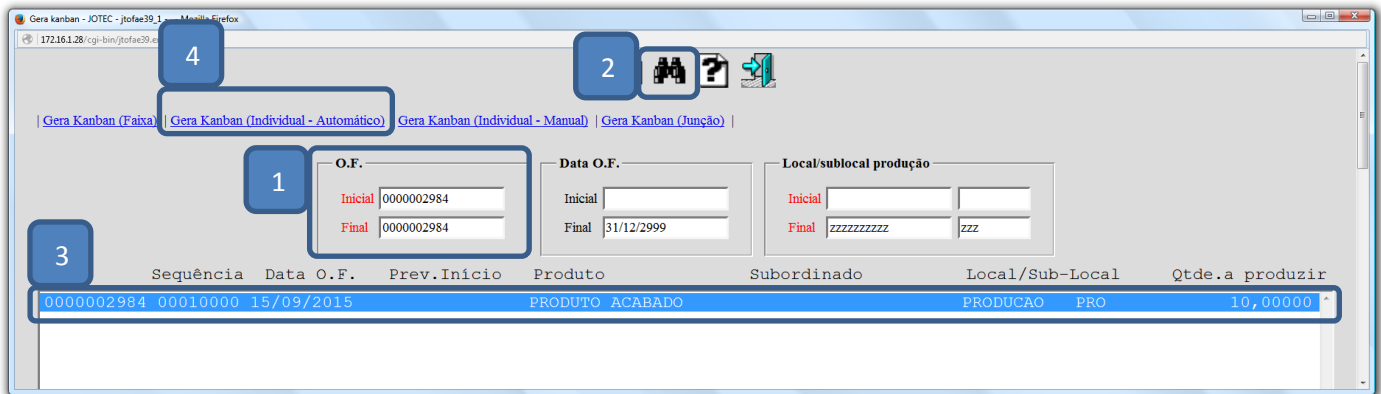 Gera kanban - JOTEC - jtofae39_1 - Mozilla Firefox
172.16.1.28/cgi-bin/jtofae39.e
4
2
| Gera Kanban (Faixa) | Gera Kanban (Individual - Automático) | Gera Kanban (Individual - Manual) | Gera Kanban (Junção) |
1
O.F. Data O.F. Local/sublocal produção
Inicial 0000002984 Inicial Inicial
Final 0000002984 Final 31/12/2999 Final zzzzzzzzzz zzz
3
Sequência Data O.F. Prev.Início Produto Subordinado Local/Sub-Local Qtde.a produzir
0000002984 00010000 15/09/2015 PRODUTO ACABADO PRODUCAO PRO 10,00000